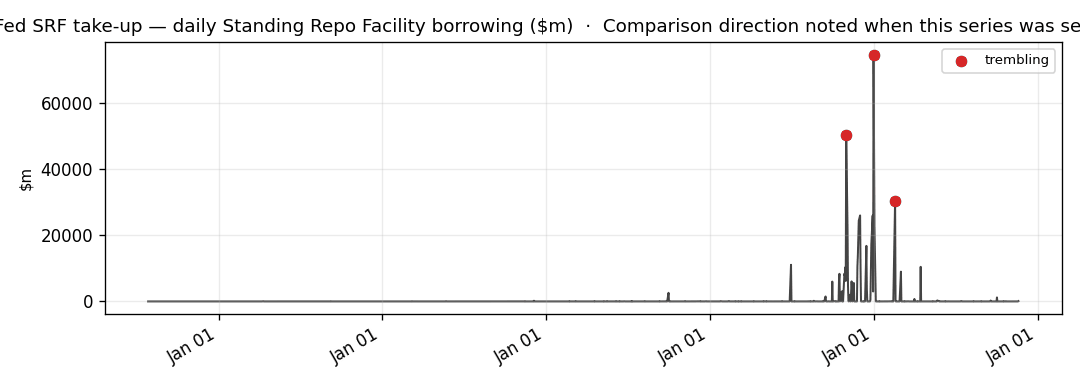 Fed SRF take-up — daily Standing Repo Facility borrowing ($m) · Comparison direction noted when this series was
trembling
$m
60000
40000
20000
0
Jan 01
Jan 01
Jan 01
Jan 01
Jan 01
Jan 01